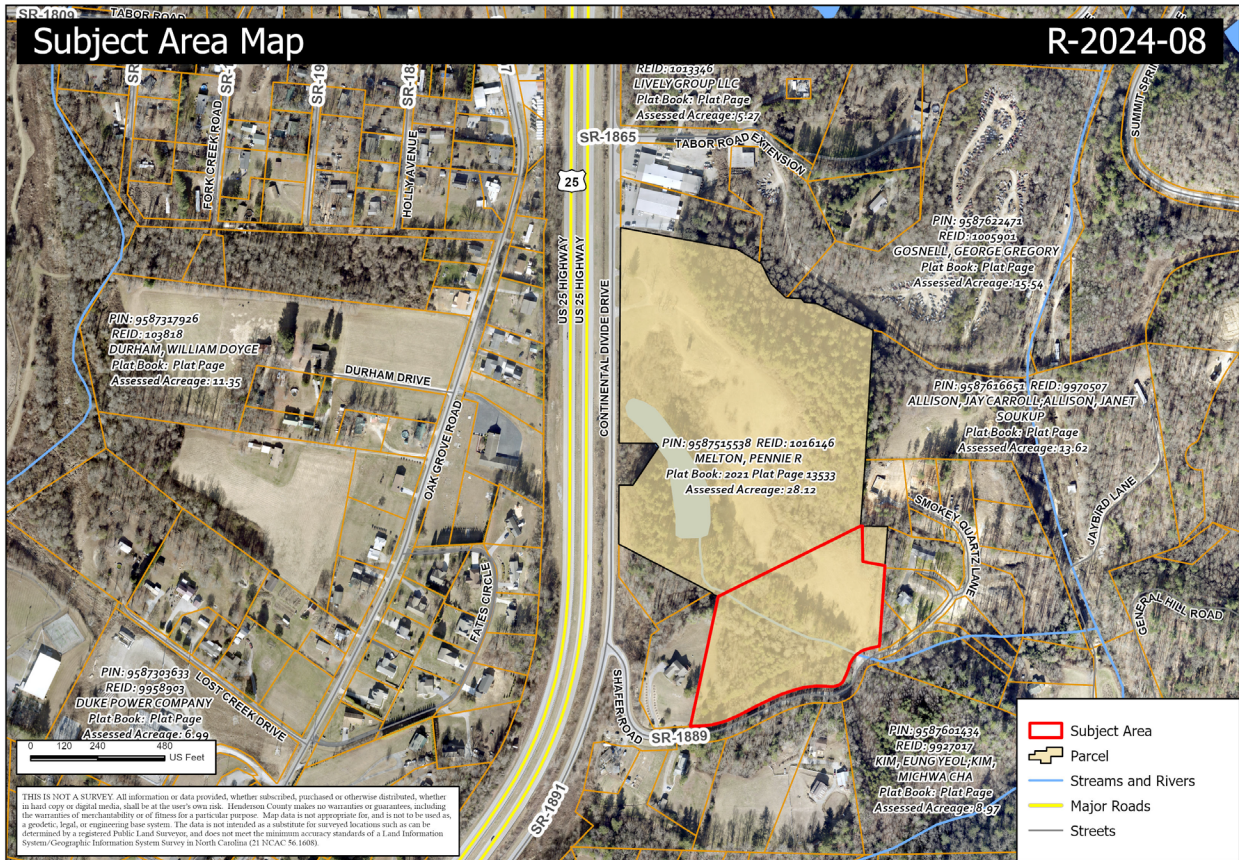 SR-1809
TABOR ROAD
Subject Area Map
R-2024-08
REID: 1013346
LIVELY GROUP LLC
Plat Book: Plat Page
Assessed Acreage: 5.27
SR-1865
TABOR ROAD EXTENSION
SUMMIT SPRIN
FORK CREEK ROAD
SR-19
HOLLY AVENUE
SR-18
25
US 25 HIGHWAY
US 25 HIGHWAY
CONTINENTAL DIVIDE DRIVE
PIN: 9587622471
REID: 1005901
GOSNELL, GEORGE GREGORY
Plat Book: Plat Page
Assessed Acreage: 15.54
PIN: 9587317926
REID: 103818
DURHAM, WILLIAM DOYCE
Plat Book: Plat Page
Assessed Acreage: 11.35
DURHAM DRIVE
OAK GROVE ROAD
PIN: 9587616651 REID: 9970507
ALLISON, JAY CARROLL;ALLISON, JANET
SOUKUP
Plat Book: Plat Page
Assessed Acreage: 13.62
PIN: 9587515538 REID: 1016146
MELTON, PENNIE R
Plat Book: 2021 Plat Page 13533
Assessed Acreage: 28.12
SMOKEY QUARTZ LANE
JAYBIRD LANE
GENERAL HILL ROAD
FATES CIRCLE
PIN: 9587303633
REID: 9958903
DUKE POWER COMPANY
Plat Book: Plat Page
Assessed Acreage: 6.99
LOST CREEK DRIVE
SHAFER ROAD
SR-1889
SR-1891
PIN: 9587601434
REID: 9927017
KIM, EUNG YEOL;KIM,
MICHWA CHA
Plat Book: Plat Page
Assessed Acreage: 8.97
0 120 240 480
US Feet
THIS IS NOT A SURVEY. All information or data provided, whether subscribed, purchased or otherwise distributed, whether
in hard copy or digital media, shall be at the user's own risk. Henderson County makes no warranties or guarantees, including
the warranties of merchantability or of fitness for a particular purpose. Map data is not appropriate for, and is not to be used as,
a geodetic, legal, or engineering base system. The data is not intended as a substitute for surveyed locations such as can be
determined by a registered Public Land Surveyor, and does not meet the minimum accuracy standards of a Land Information
System/Geographic Information System Survey in North Carolina (21 NCAC 56.1608).
Subject Area
Parcel
Streams and Rivers
Major Roads
Streets